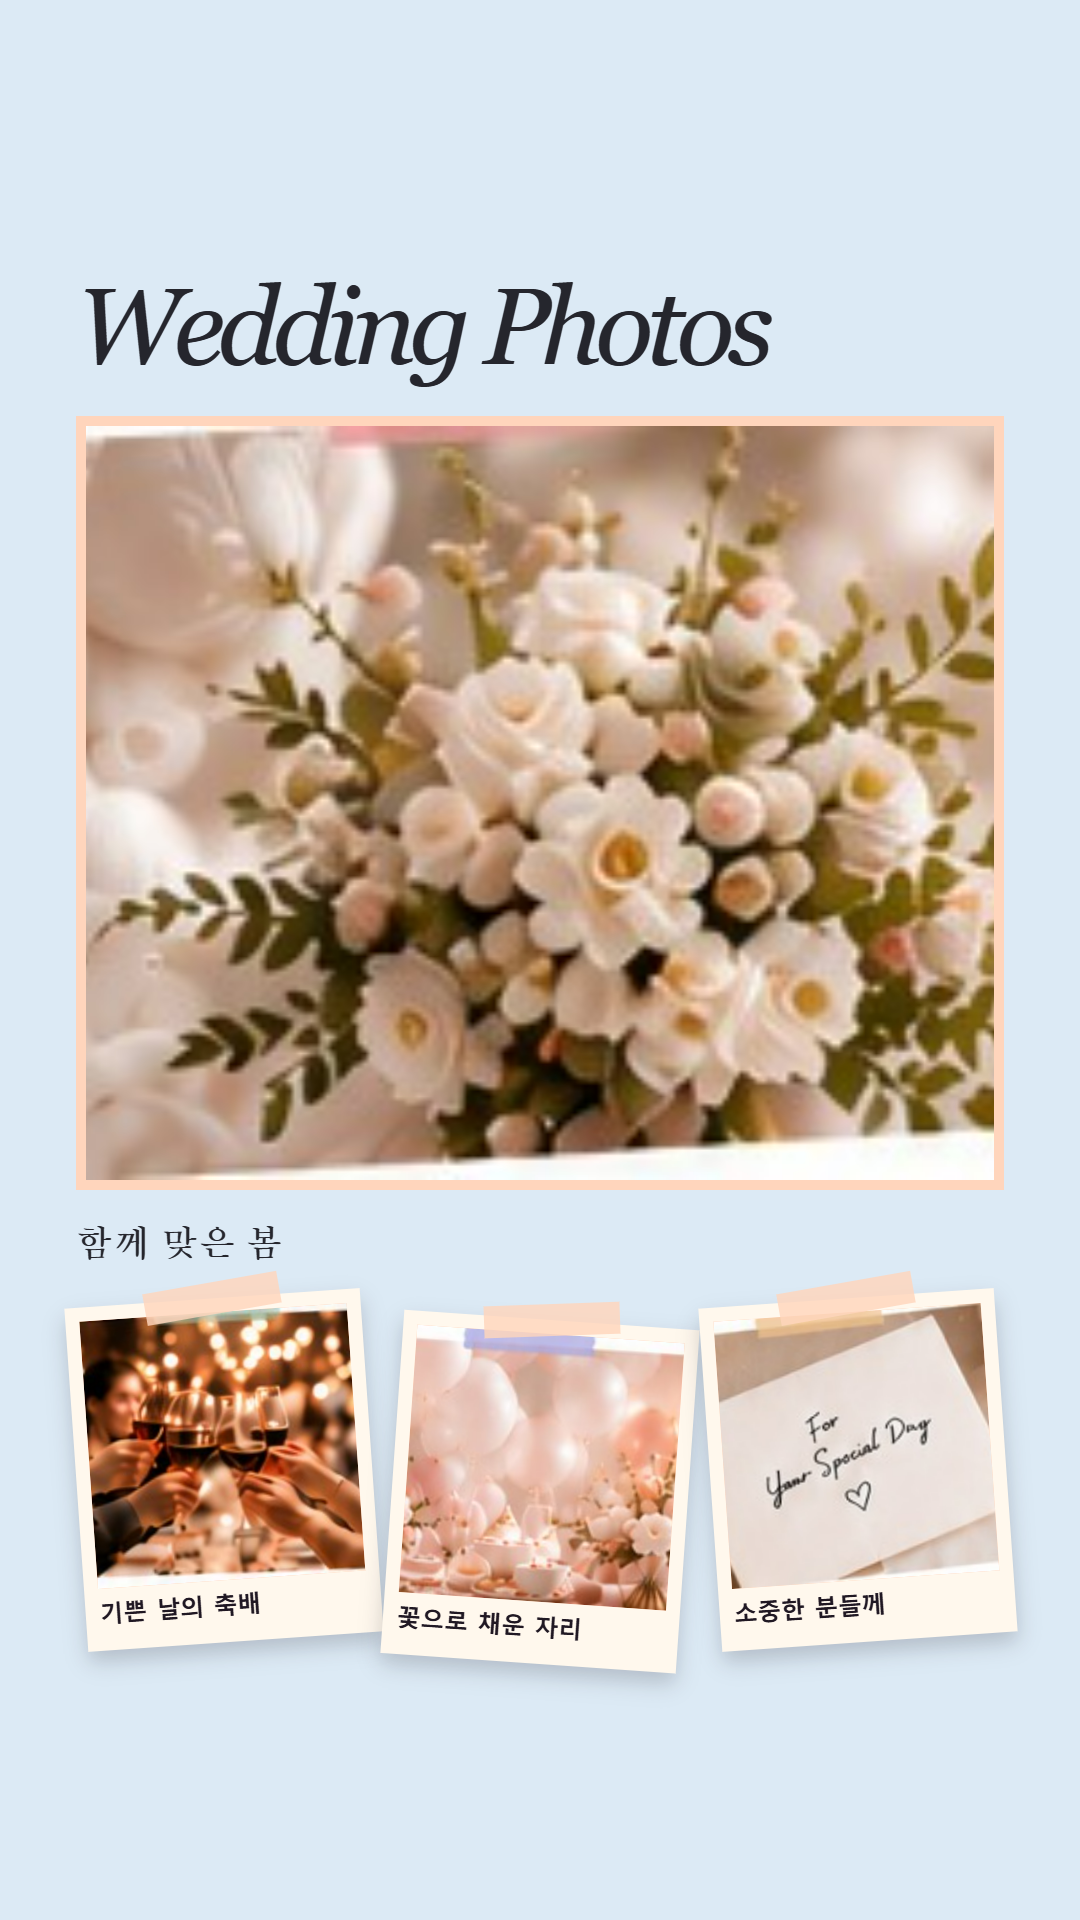 Wedding Photos
함께 맞은 봄
기쁜 날의 축배
꽃으로 채운 자리
For
Your Special Day
소중한 분들께